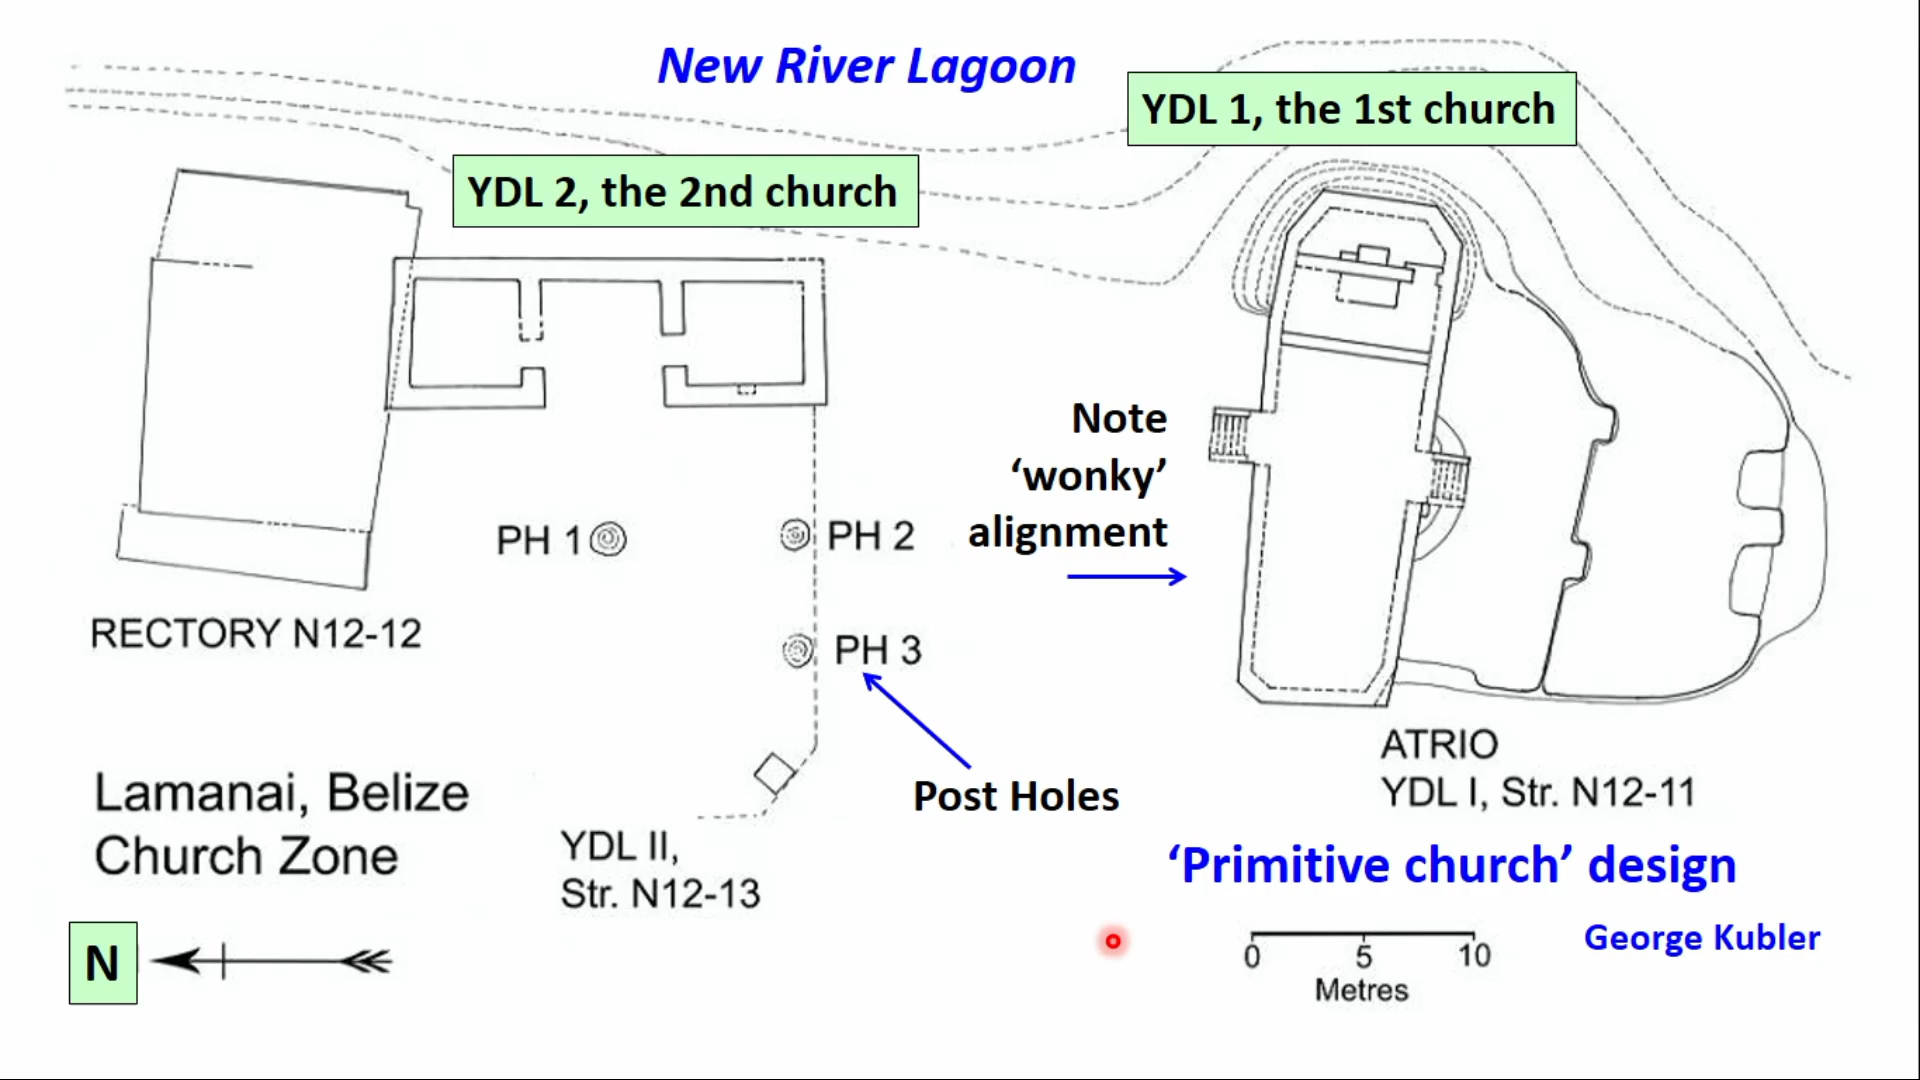 New River Lagoon
YDL 1, the 1st church
YDL 2, the 2nd church
Note
‘wonky’
alignment
PH 1
PH 2
PH 3
RECTORY N12-12
Post Holes
ATRIO
YDL I, Str. N12-11
Lamanai, Belize
Church Zone
YDL II,
Str. N12-13
‘Primitive church’ design
George Kubler
N
0 5 10
Metres